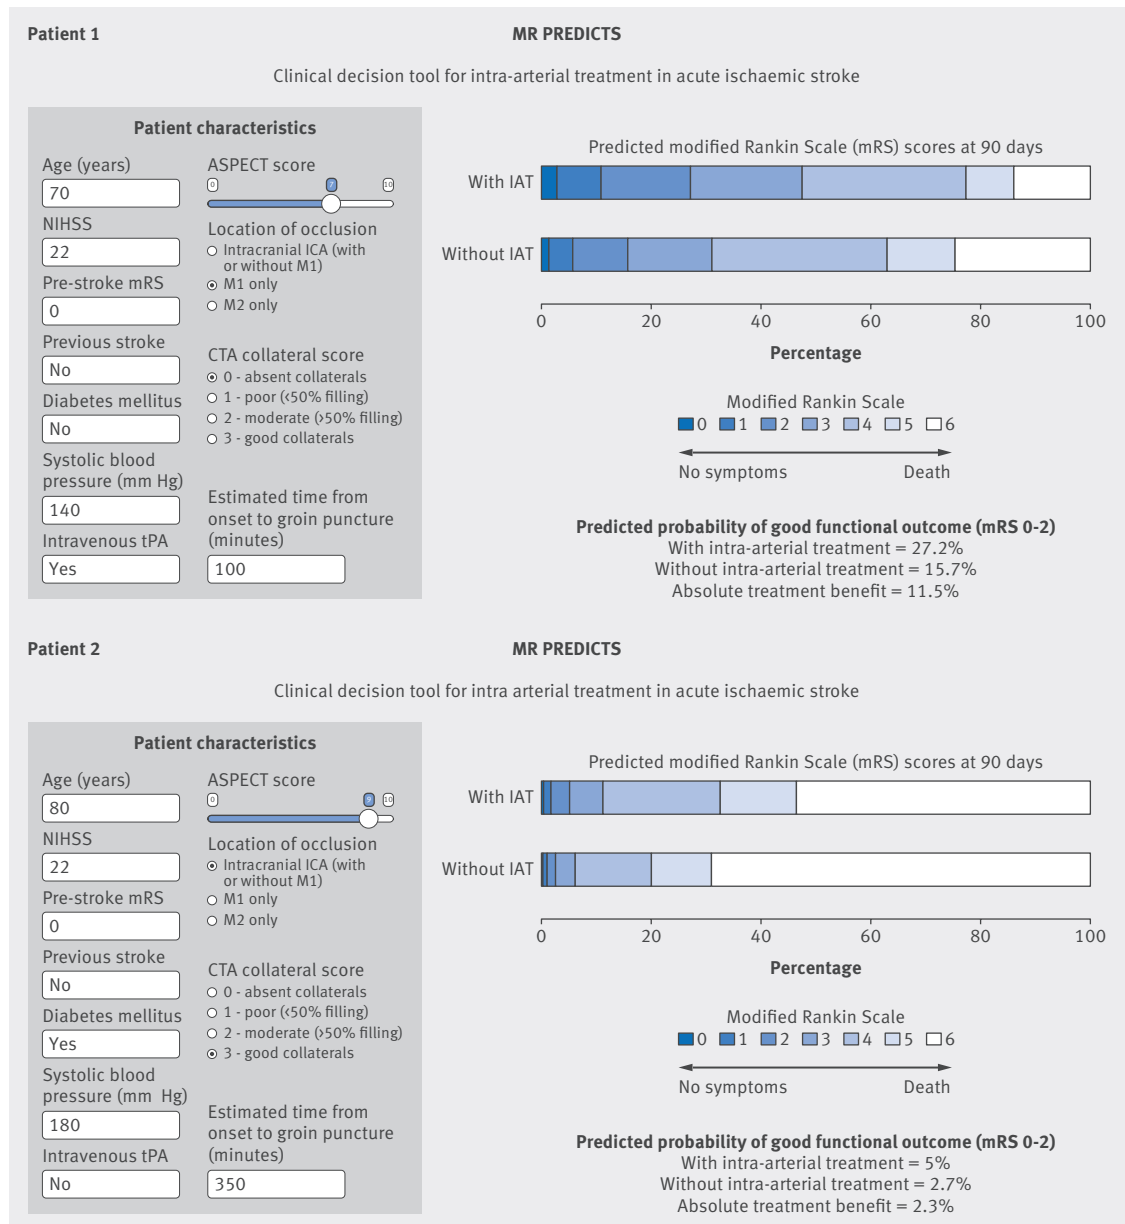 Patient 1
MR PREDICTS
Clinical decision tool for intra-arterial treatment in acute ischaemic stroke
Patient characteristics
Age (years)
70
NIHSS
22
Pre-stroke mRS
0
Previous stroke
No
Diabetes mellitus
No
Systolic blood
pressure (mm Hg)
140
Intravenous tPA
Yes
ASPECT score
0 7 10
Location of occlusion
Intracranial ICA (with
or without M1)
M1 only
M2 only
CTA collateral score
0 - absent collaterals
1 - poor (<50% filling)
2 - moderate (>50% filling)
3 - good collaterals
Estimated time from
onset to groin puncture
(minutes)
100
Predicted modified Rankin Scale (mRS) scores at 90 days
With IAT
Without IAT
0 20 40 60 80 100
Percentage
Modified Rankin Scale
0 1 2 3 4 5 6
No symptoms Death
Predicted probability of good functional outcome (mRS 0-2)
With intra-arterial treatment = 27.2%
Without intra-arterial treatment = 15.7%
Absolute treatment benefit = 11.5%
Patient 2
MR PREDICTS
Clinical decision tool for intra arterial treatment in acute ischaemic stroke
Patient characteristics
Age (years)
80
NIHSS
22
Pre-stroke mRS
0
Previous stroke
No
Diabetes mellitus
Yes
Systolic blood
pressure (mm Hg)
180
Intravenous tPA
No
ASPECT score
0 9 10
Location of occlusion
Intracranial ICA (with
or without M1)
M1 only
M2 only
CTA collateral score
0 - absent collaterals
1 - poor (<50% filling)
2 - moderate (>50% filling)
3 - good collaterals
Estimated time from
onset to groin puncture
(minutes)
350
Predicted modified Rankin Scale (mRS) scores at 90 days
With IAT
Without IAT
0 20 40 60 80 100
Percentage
Modified Rankin Scale
0 1 2 3 4 5 6
No symptoms Death
Predicted probability of good functional outcome (mRS 0-2)
With intra-arterial treatment = 5%
Without intra-arterial treatment = 2.7%
Absolute treatment benefit = 2.3%